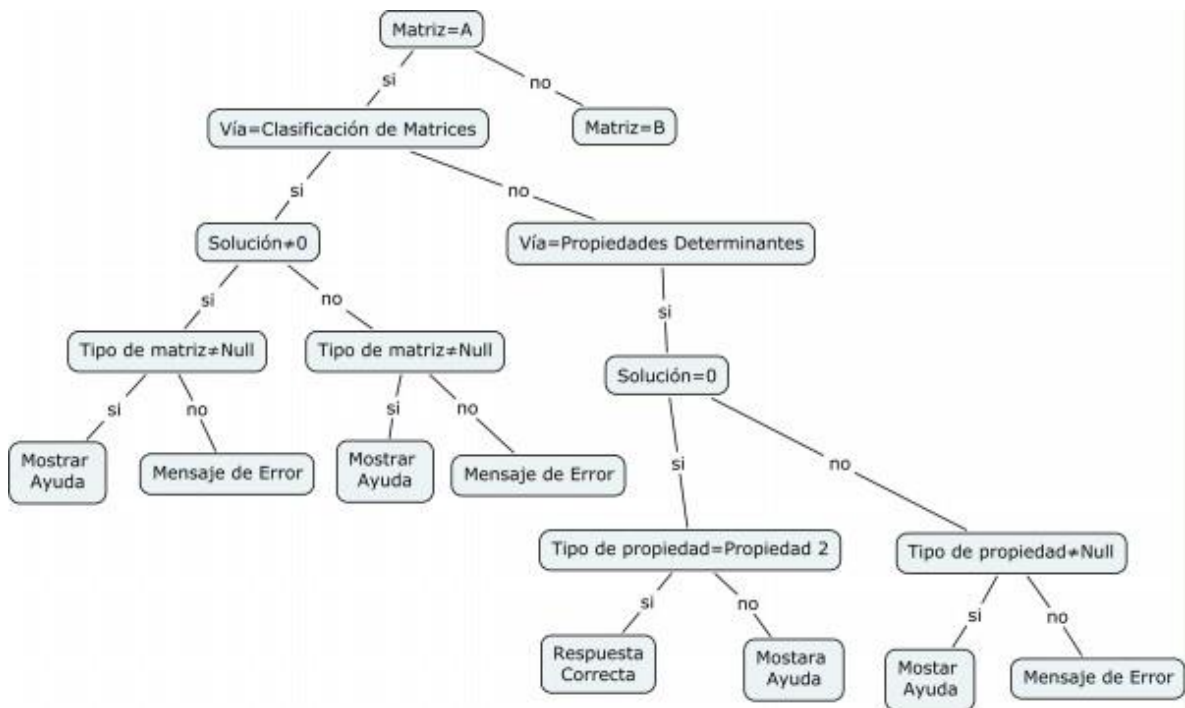 Matriz=A
si
no
Vía=Clasificación de Matrices
Matriz=B
si
no
Solución≠0
Vía=Propiedades Determinantes
si
no
si
Tipo de matriz≠Null
Tipo de matriz≠Null
Solución=0
si
no
si
no
Mostrar
Ayuda
Mensaje de Error
Mostrar
Ayuda
Mensaje de Error
si
no
Tipo de propiedad=Propiedad 2
Tipo de propiedad≠Null
si
no
si
no
Respuesta
Correcta
Mostara
Ayuda
Mostar
Ayuda
Mensaje de Error